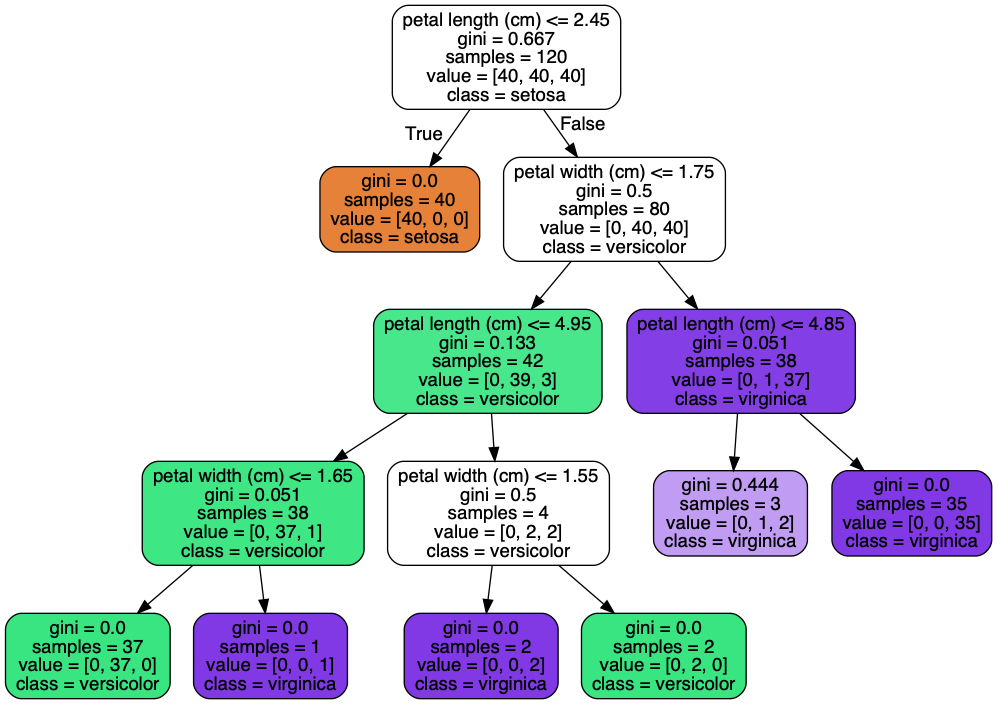 petal length (cm) <= 2.45
gini = 0.667
samples = 120
value = [40, 40, 40]
class = setosa
True
False
gini = 0.0
samples = 40
value = [40, 0, 0]
class = setosa
petal width (cm) <= 1.75
gini = 0.5
samples = 80
value = [0, 40, 40]
class = versicolor
petal length (cm) <= 4.95
gini = 0.133
samples = 42
value = [0, 39, 3]
class = versicolor
petal length (cm) <= 4.85
gini = 0.051
samples = 38
value = [0, 1, 37]
class = virginica
petal width (cm) <= 1.65
gini = 0.051
samples = 38
value = [0, 37, 1]
class = versicolor
petal width (cm) <= 1.55
gini = 0.5
samples = 4
value = [0, 2, 2]
class = versicolor
gini = 0.444
samples = 3
value = [0, 1, 2]
class = virginica
gini = 0.0
samples = 35
value = [0, 0, 35]
class = virginica
gini = 0.0
samples = 37
value = [0, 37, 0]
class = versicolor
gini = 0.0
samples = 1
value = [0, 0, 1]
class = virginica
gini = 0.0
samples = 2
value = [0, 0, 2]
class = virginica
gini = 0.0
samples = 2
value = [0, 2, 0]
class = versicolor